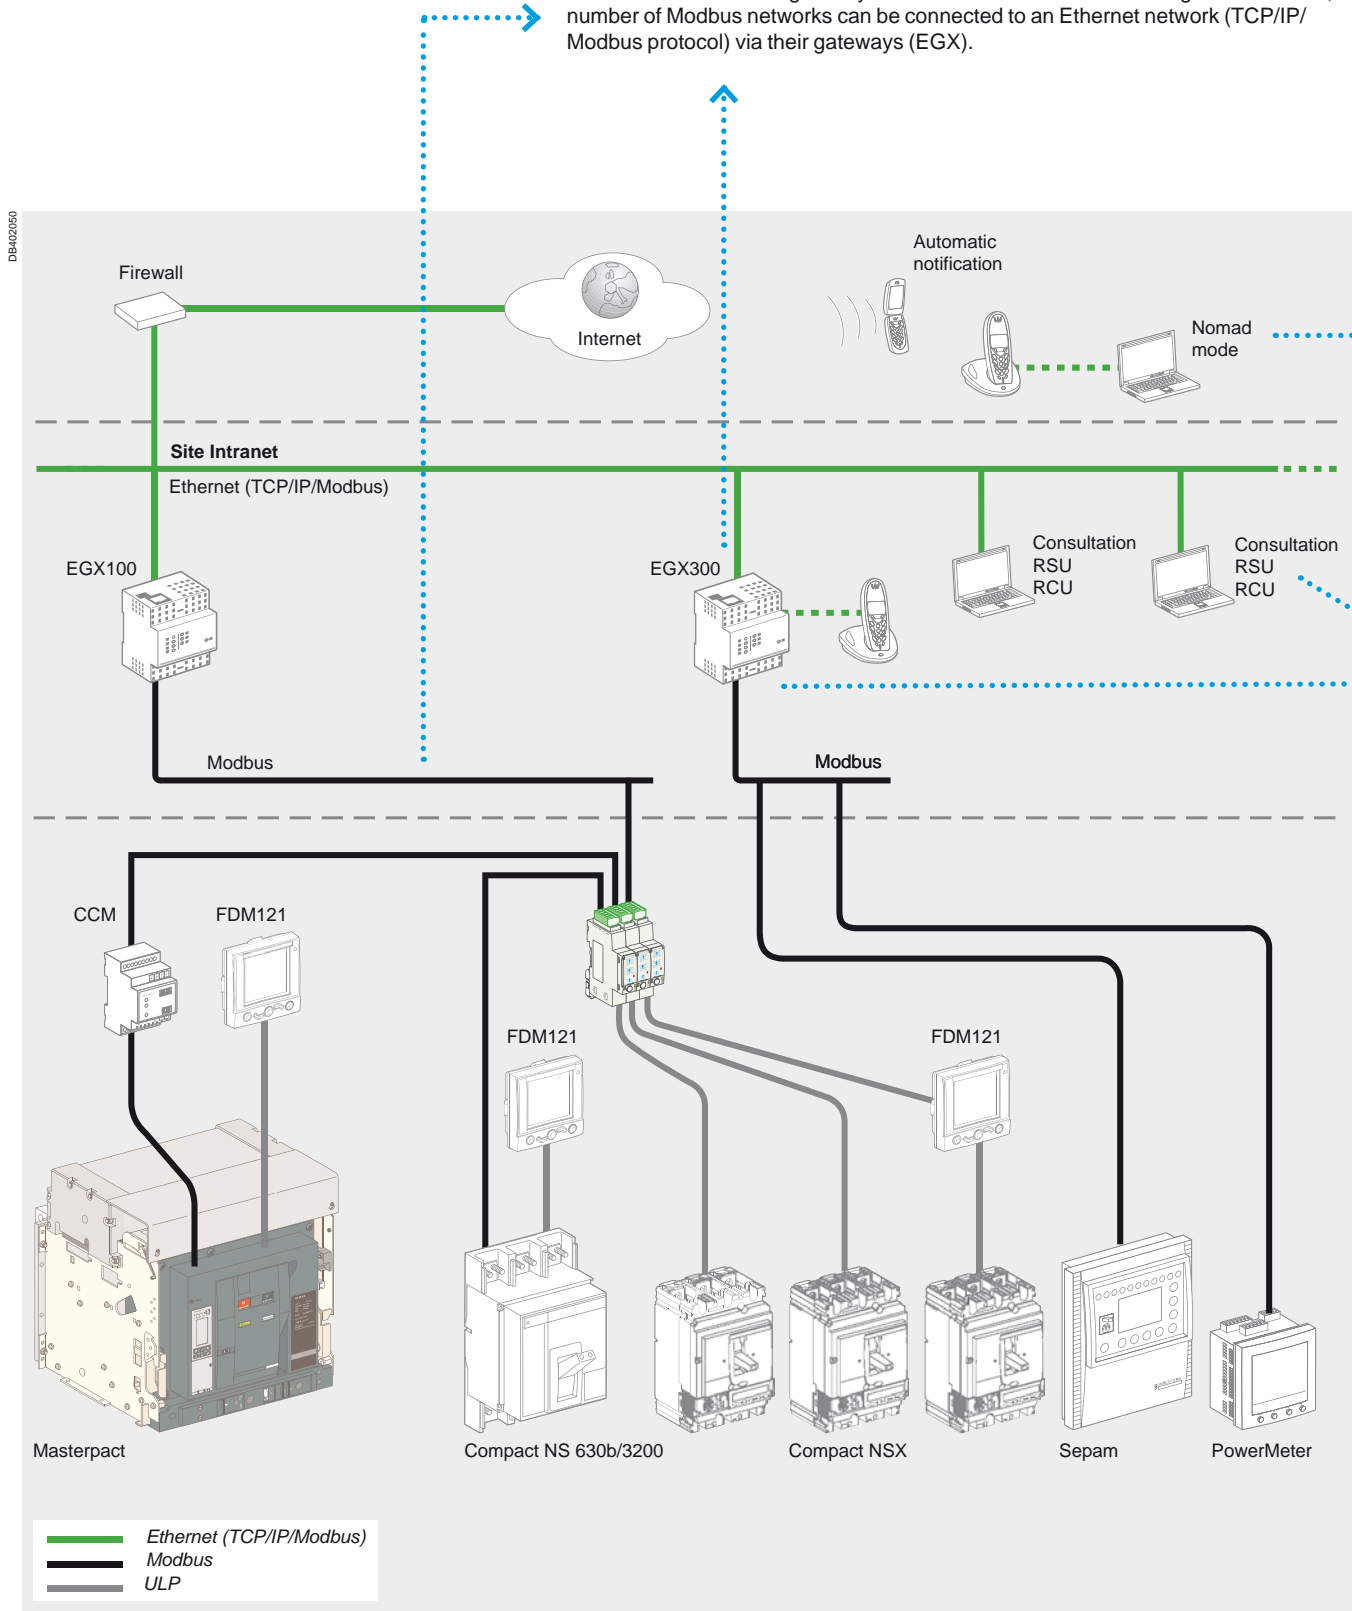 number of Modbus networks can be connected to an Ethernet network (TCP/IP/
Modbus protocol) via their gateways (EGX).
DB402050
Firewall
Internet
Automatic
notification
Nomad
mode
Site Intranet
Ethernet (TCP/IP/Modbus)
EGX100
EGX300
Consultation
RSU
RCU
Consultation
RSU
RCU
Modbus
Modbus
CCM
FDM121
FDM121
FDM121
Masterpact
Compact NS 630b/3200
Compact NSX
Sepam
PowerMeter
Ethernet (TCP/IP/Modbus)
Modbus
ULP